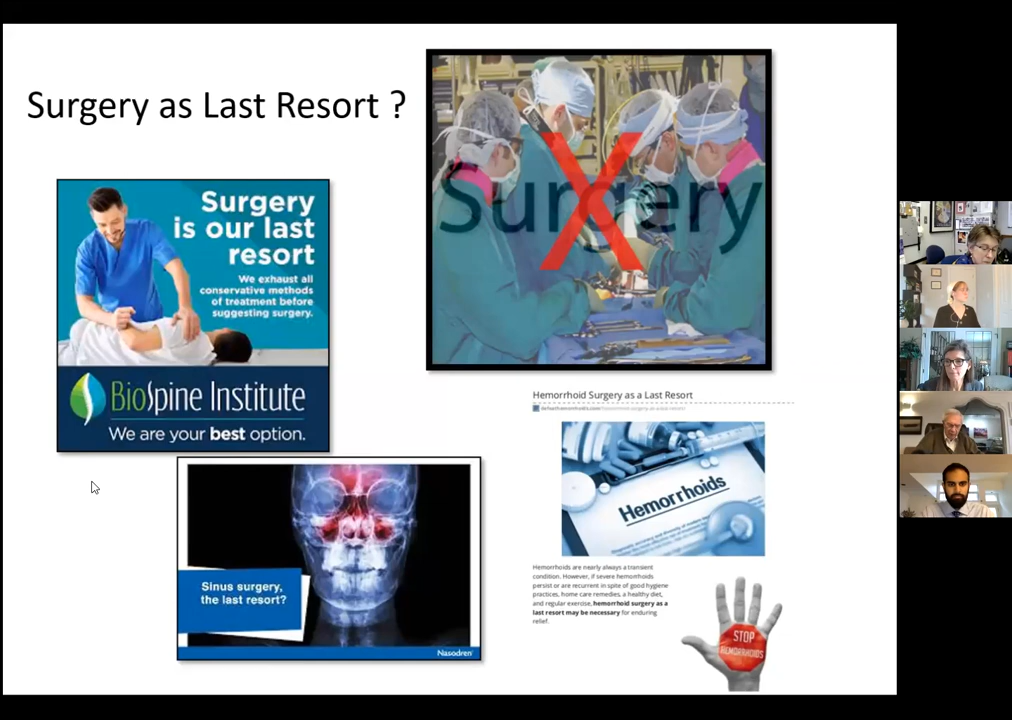 Surgery as Last Resort ?
Surgery
X
Surgery
is our last
resort
We exhaust all
conservative methods
of treatment before
suggesting surgery.
BioSpine Institute
We are your best option.
Sinus surgery,
the last resort?
Nasodren
Hemorrhoid Surgery as a Last Resort
Hemorrhoids
Hemorrhoids are nearly always a transient
condition. However, if severe hemorrhoids
persist or are recurrent in spite of good hygiene
practices, home care remedies, a healthy diet,
and regular exercise, hemorrhoid surgery as a
last resort may be necessary for enduring
relief.
STOP
HEMORRHOIDS